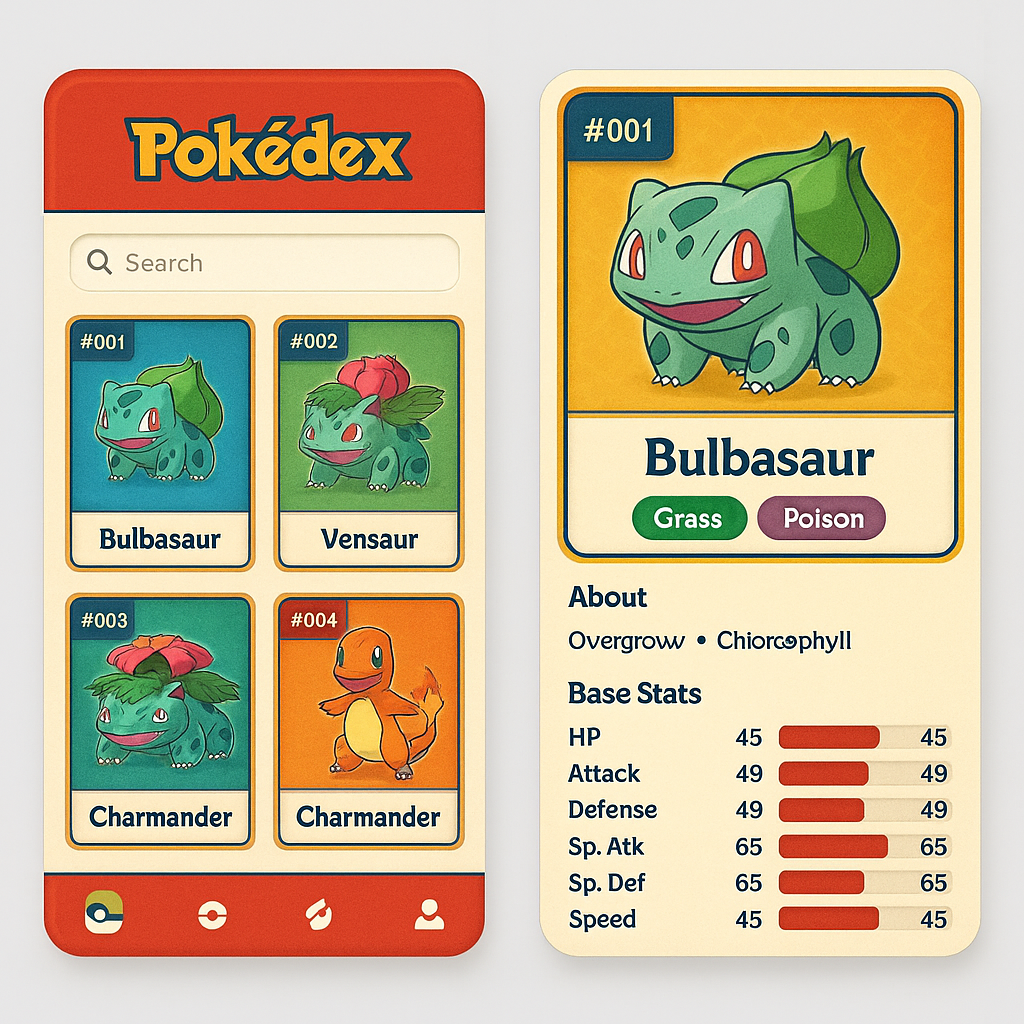 Pokédex
Search
#001
#002
Bulbasaur
Vensaur
#003
#004
Charmander
Charmander
#001
Bulbasaur
Grass
Poison
About
Overgrow • Chiorcophyll
Base Stats
HP 45 45
Attack 49 49
Defense 49 49
Sp. Atk 65 65
Sp. Def 65 65
Speed 45 45